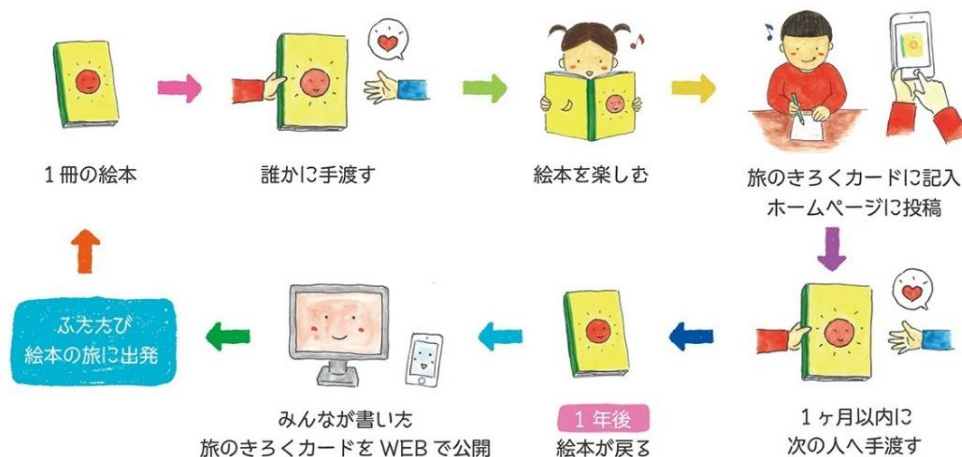 1冊の絵本
誰かに手渡す
絵本を楽しむ
旅のきろくカードに記入
ホームページに投稿
1ヶ月以内に
次の人へ手渡す
1年後
絵本が戻る
みんなが書いた
旅のきろくカードをWEBで公開
ふたたび
絵本の旅に出発